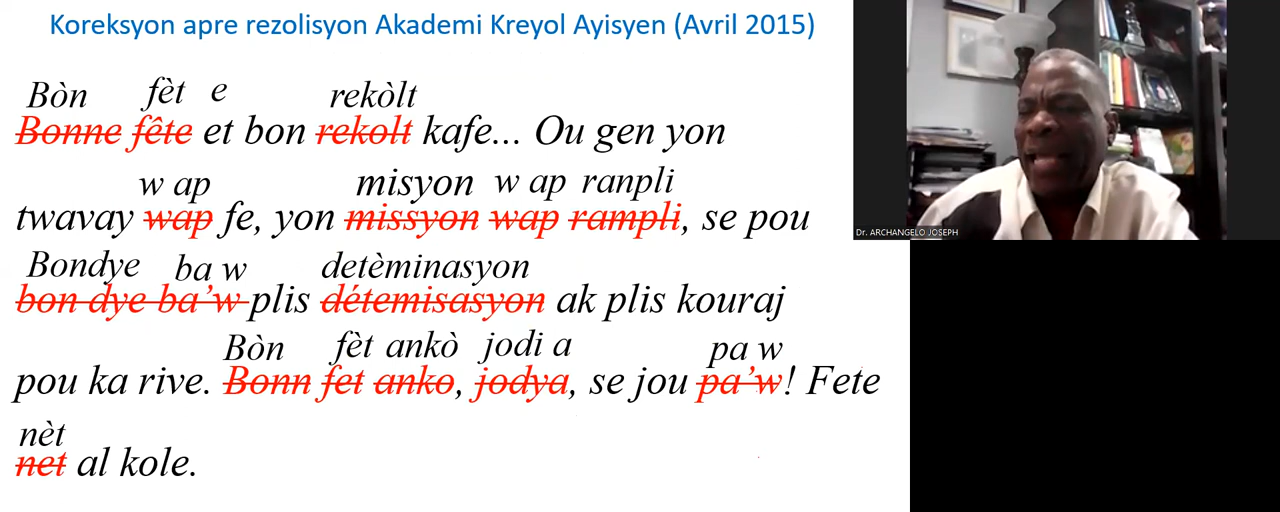 Koreksyon apre rezolisyon Akademi Kreyol Ayisyen (Avril 2015)
Bòn fèt e rekòlt
Bonne fête et bon rekolt kafe... Ou gen yon
w ap misyon w ap ranpli
twavay wap fe, yon missyon wap rampli, se pou
Bondye ba w detèminasyon
bon dye ba’w plis détemisasyon ak plis kouraj
Bòn fèt ankò jodi a pa w
pou ka rive. Bonn fet anko, jodya, se jou pa’w! Fete
nèt
net al kole.
Dr. ARCHANGELO JOSEPH